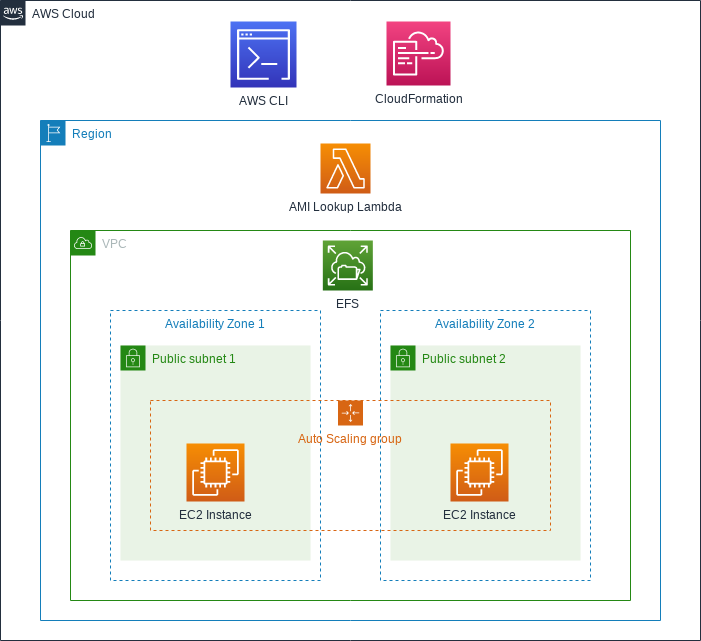 aws
AWS Cloud
AWS CLI
CloudFormation
Region
AMI Lookup Lambda
VPC
EFS
Availability Zone 1
Availability Zone 2
Public subnet 1
Public subnet 2
Auto Scaling group
EC2 Instance
EC2 Instance